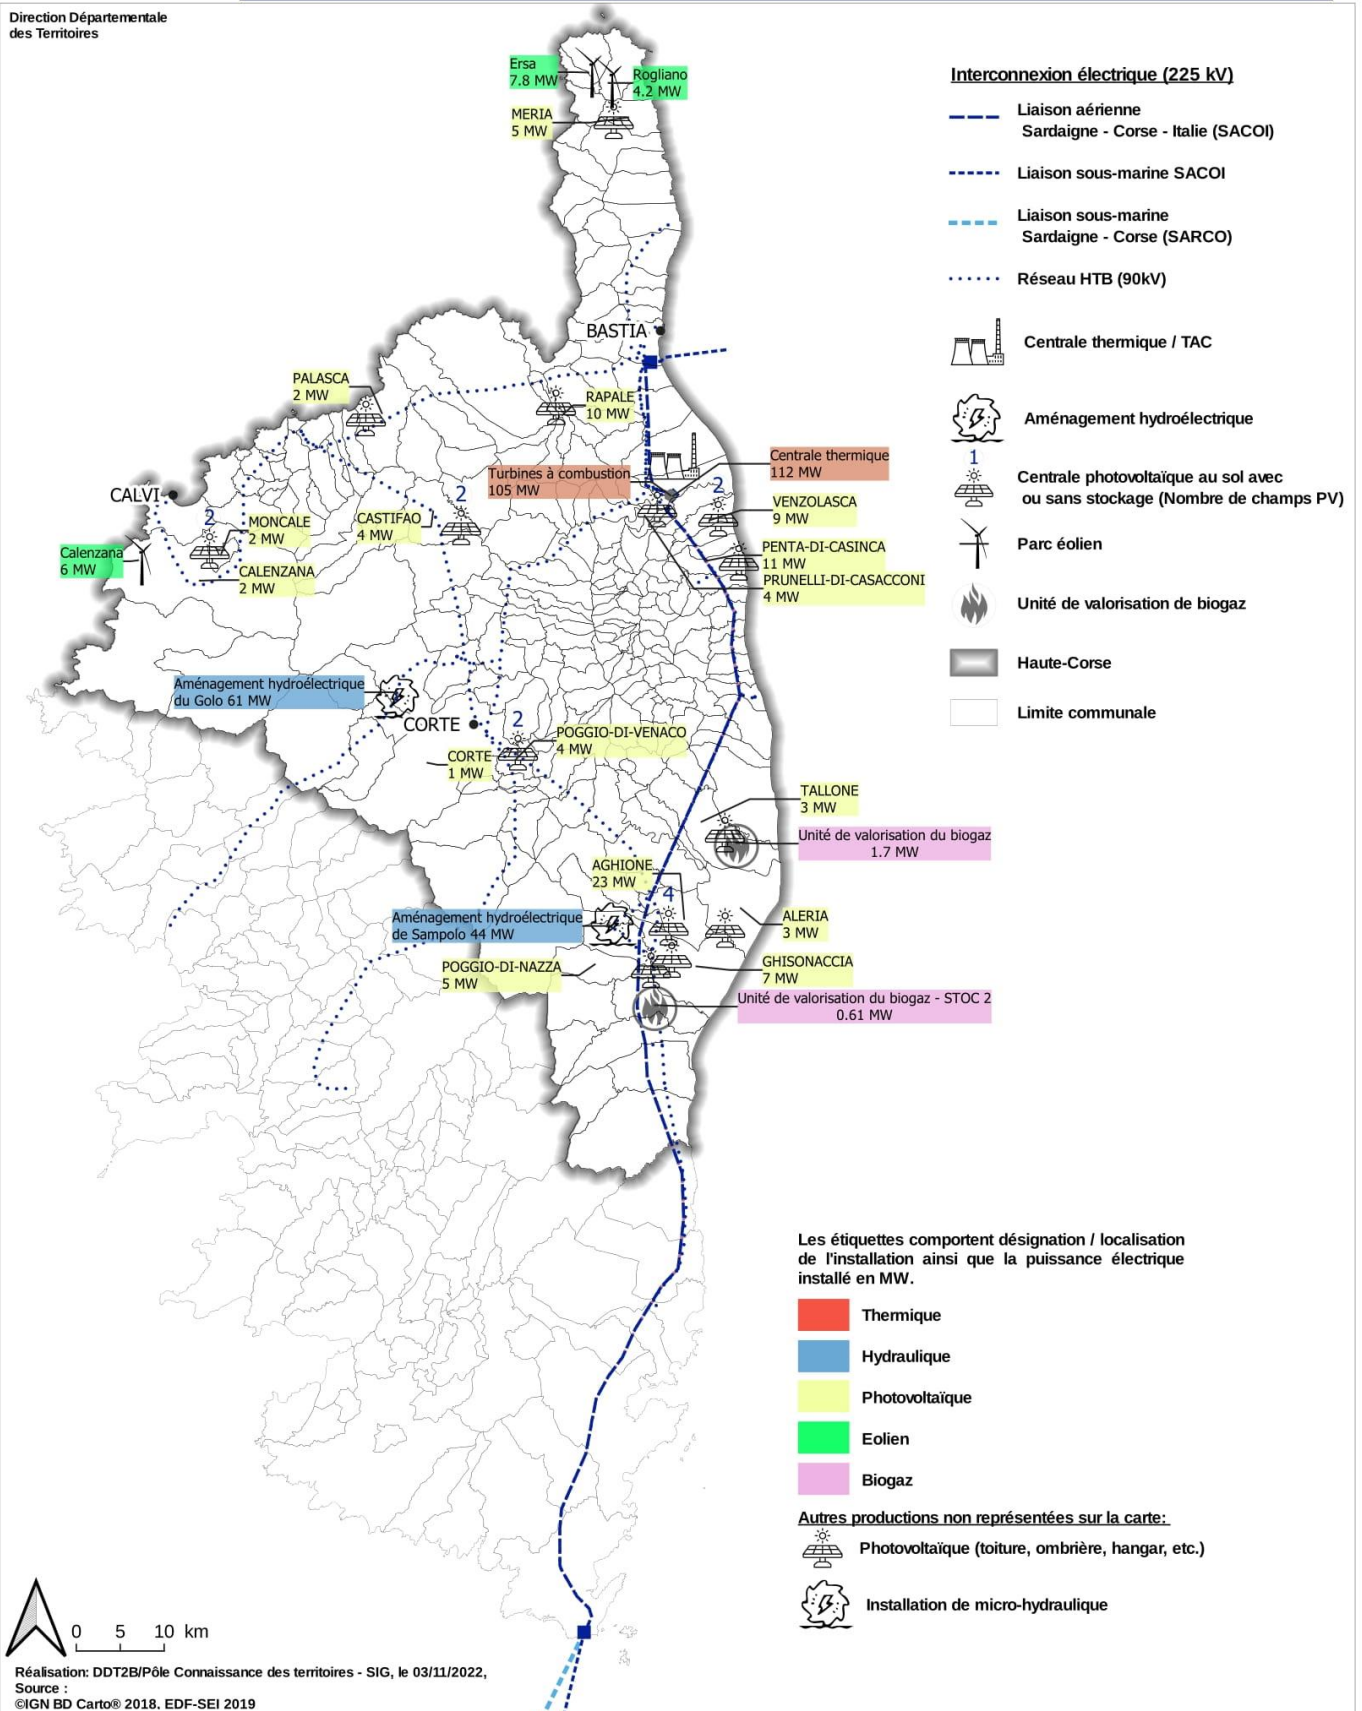 Direction Départementale
des Territoires
Ersa
7.8 MW
Rogliano
4.2 MW
MERIA
5 MW
BASTIA
PALASCA
2 MW
RAPALE
10 MW
Turbines à combustion
105 MW
Centrale thermique
112 MW
CALVI
2
MONCALE
2 MW
CASTIFAO
4 MW
2
2
VENZOLASCA
9 MW
Calenzana
6 MW
CALENZANA
2 MW
PENTA-DI-CASINCA
11 MW
PRUNELLI-DI-CASACCONI
4 MW
Aménagement hydroélectrique
du Golo 61 MW
CORTE
2
POGGIO-DI-VENACO
4 MW
CORTE
1 MW
TALLONE
3 MW
Unité de valorisation du biogaz
1.7 MW
AGHIONE
23 MW
4
Aménagement hydroélectrique
de Sampolo 44 MW
ALERIA
3 MW
POGGIO-DI-NAZZA
5 MW
GHISONACCIA
7 MW
Unité de valorisation du biogaz - STOC 2
0.61 MW
Interconnexion électrique (225 kV)
Liaison aérienne
Sardaigne - Corse - Italie (SACOI)
Liaison sous-marine SACOI
Liaison sous-marine
Sardaigne - Corse (SARCO)
Réseau HTB (90kV)
Centrale thermique / TAC
Aménagement hydroélectrique
1
Centrale photovoltaïque au sol avec
ou sans stockage (Nombre de champs PV)
Parc éolien
Unité de valorisation de biogaz
Haute-Corse
Limite communale
Les étiquettes comportent désignation / localisation
de l'installation ainsi que la puissance électrique
installé en MW.
Thermique
Hydraulique
Photovoltaïque
Eolien
Biogaz
Autres productions non représentées sur la carte:
Photovoltaïque (toiture, ombrière, hangar, etc.)
Installation de micro-hydraulique
0 5 10 km
Réalisation: DDT2B/Pôle Connaissance des territoires - SIG, le 03/11/2022,
Source :
©IGN BD Carto® 2018. EDF-SEI 2019